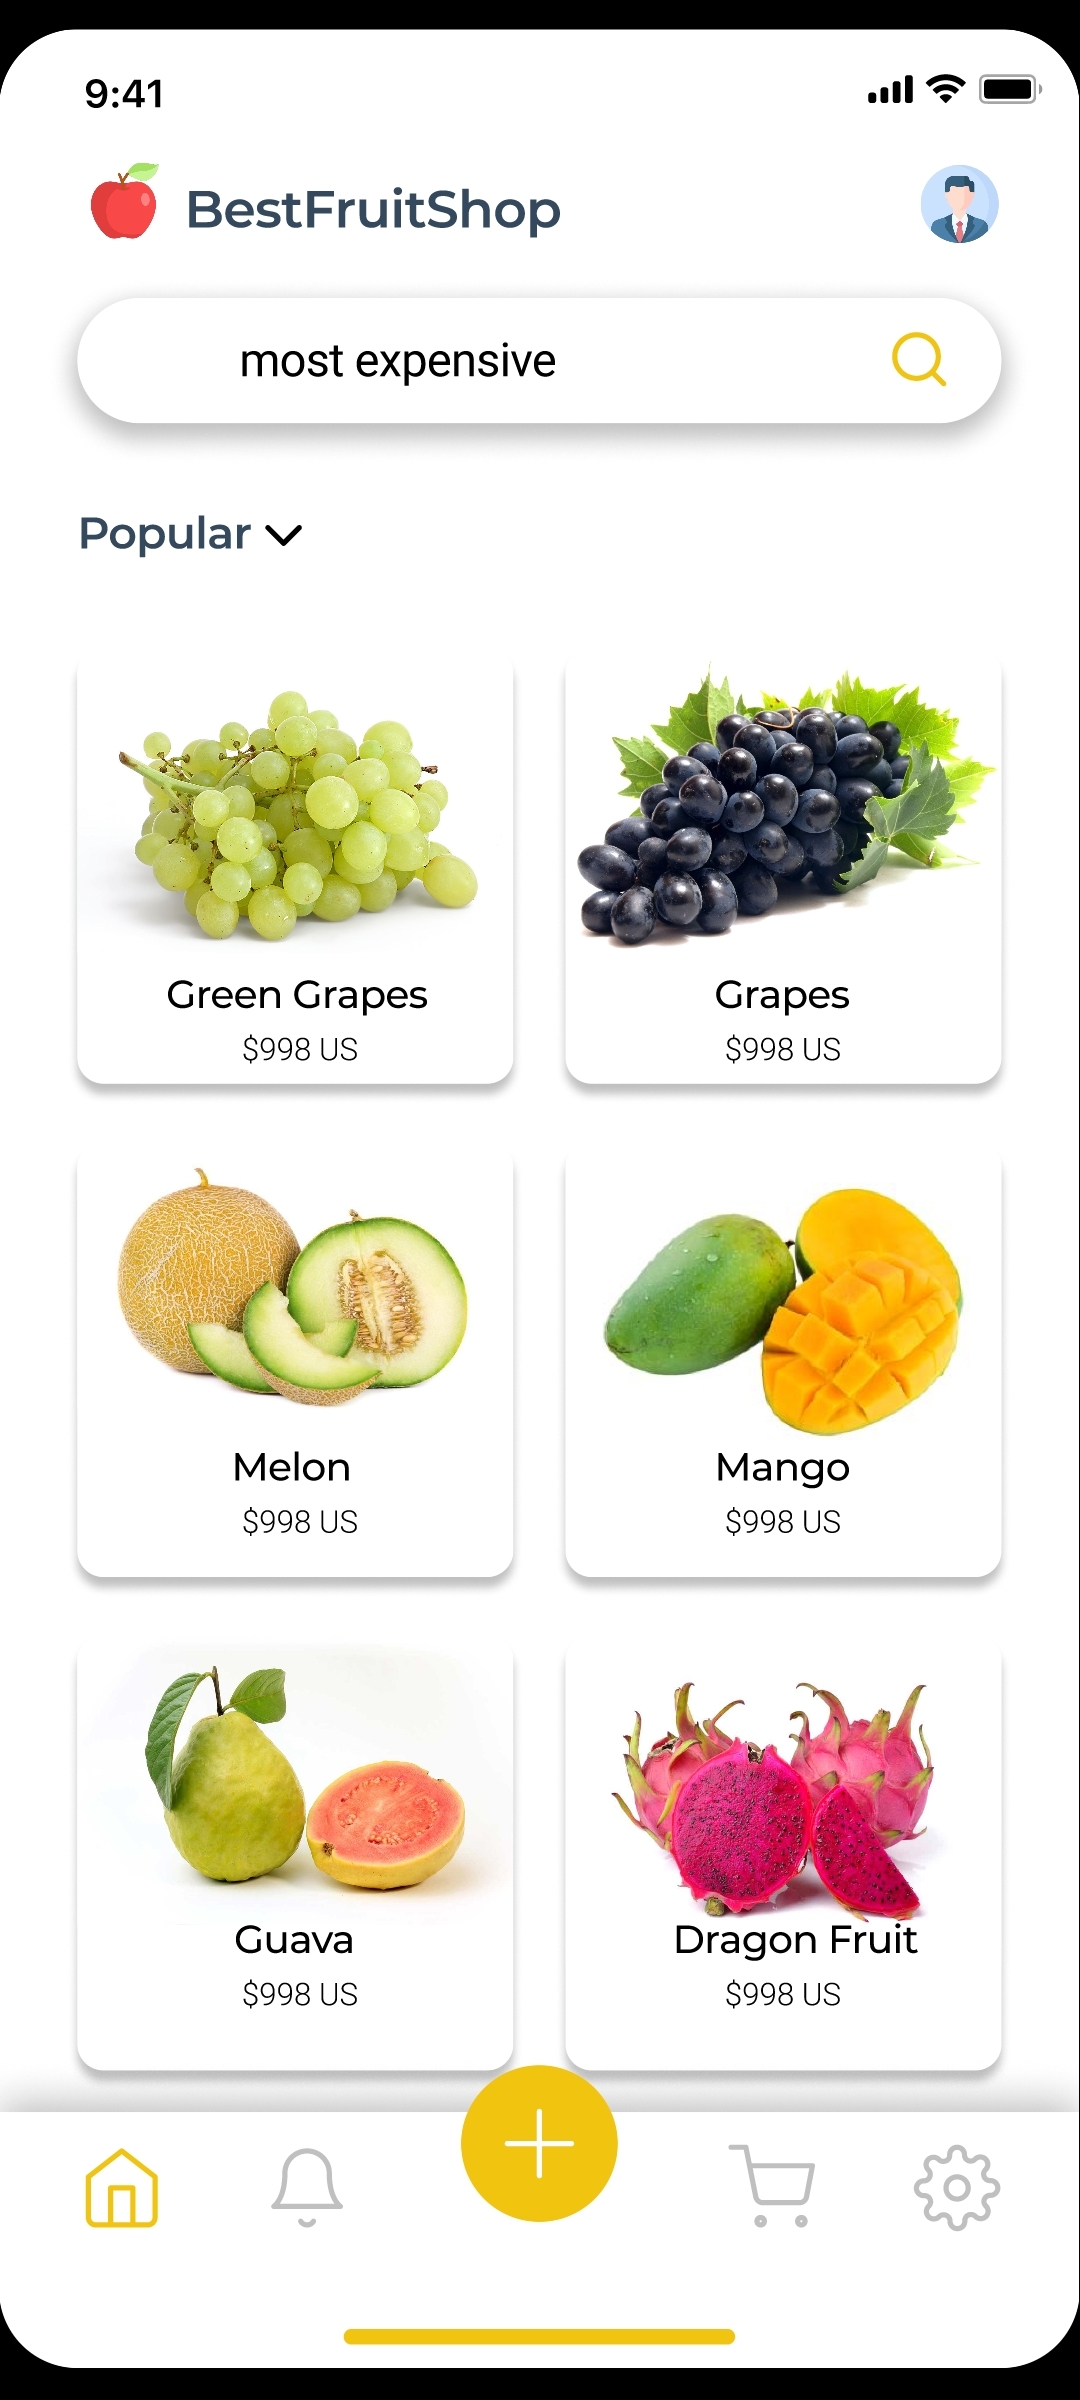 9:41
BestFruitShop
most expensive
Popular
Green Grapes
$998 US
Grapes
$998 US
Melon
$998 US
Mango
$998 US
Guava
$998 US
Dragon Fruit
$998 US